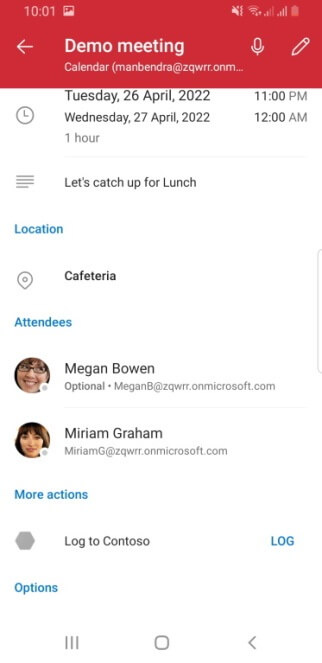 10:01
Demo meeting
Calendar (manbendra@zqwrr.onm...
Tuesday, 26 April, 2022 11:00 PM
Wednesday, 27 April, 2022 12:00 AM
1 hour
Let's catch up for Lunch
Location
Cafeteria
Attendees
Megan Bowen
Optional • MeganB@zqwrr.onmicrosoft.com
Miriam Graham
MiriamG@zqwrr.onmicrosoft.com
More actions
Log to Contoso LOG
Options